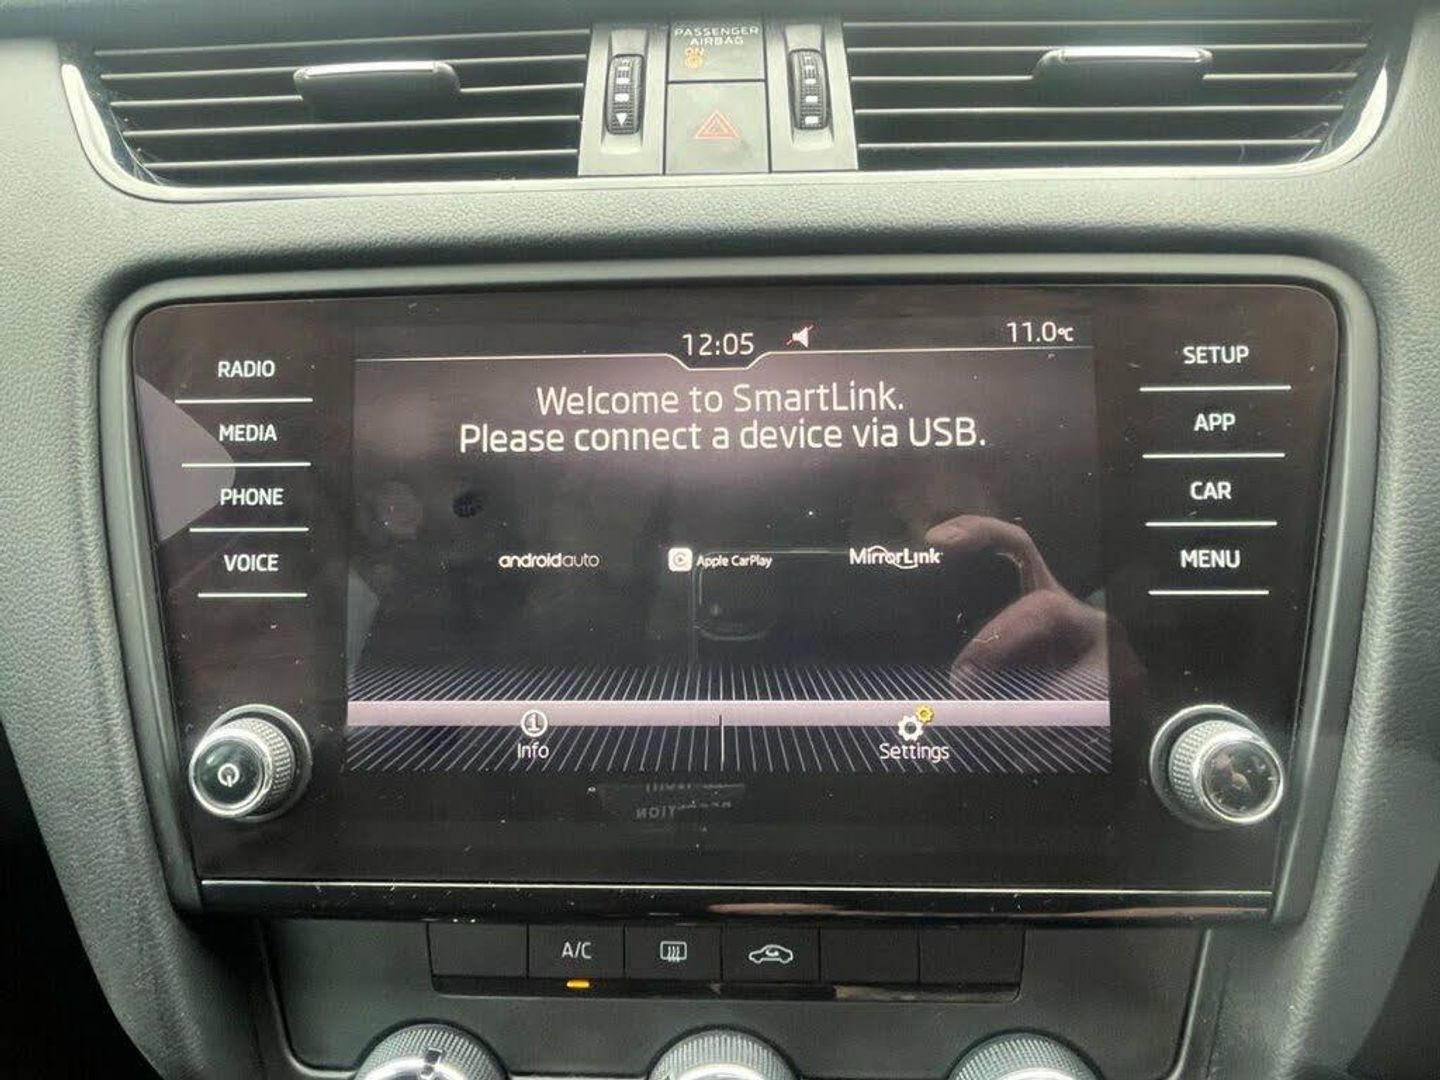 PASSENGER
AIRBAG
ON
12:05
11.0°C
RADIO
MEDIA
PHONE
VOICE
Welcome to SmartLink.
Please connect a device via USB.
androidauto
Apple CarPlay
MirrorLink
Info
Settings
SETUP
APP
CAR
MENU
A/C